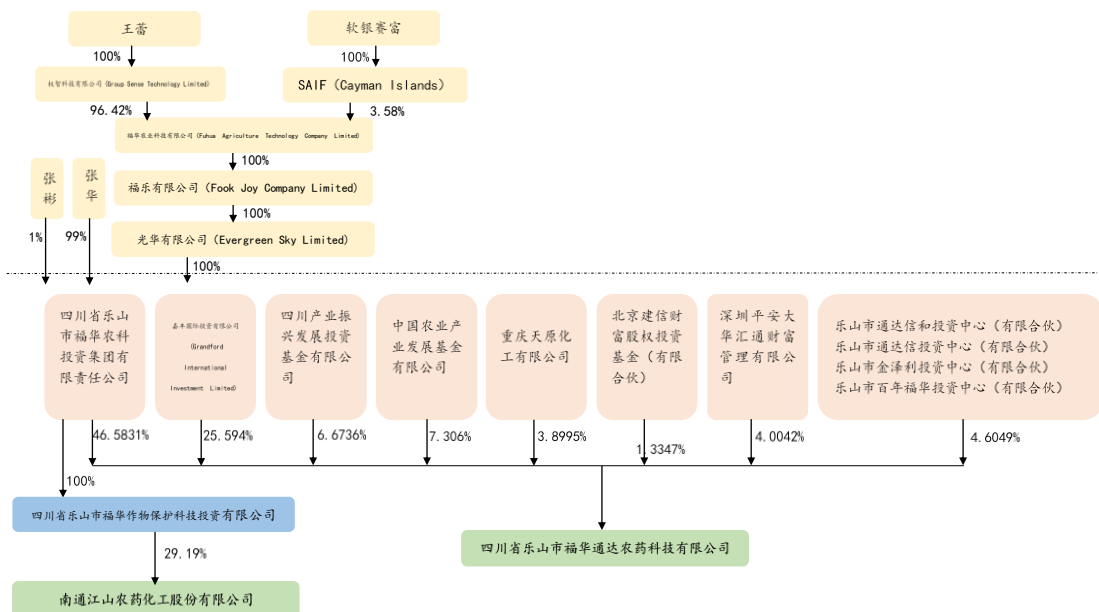 王蕾
软银赛富
100%
100%
权智科技有限公司(Group Sense Technology Limited)
SAIF（Cayman Islands）
96.42%
3.58%
福华农业科技有限公司(Fuhua Agriculture Technology Company Limited)
100%
张
彬
张
华
福乐有限公司(Fook Joy Company Limited)
100%
1%
99%
光华有限公司(Evergreen Sky Limited)
100%
四川省乐山
市福华农科
投资集团有
限责任公司
嘉丰国际投资有限公司
(Grandford
International
Investment Limited)
四川产业振
兴发展投资
基金有限公
司
中国农业产
业发展基金
有限公司
重庆天原化
工有限公司
北京建信财
富股权投资
基金（有限
合伙）
深圳平安大
华汇通财富
管理有限公
司
乐山市通达信和投资中心（有限合伙）
乐山市通达信投资中心（有限合伙）
乐山市金泽利投资中心（有限合伙）
乐山市百年福华投资中心（有限合伙）
46.5831%
25.594%
6.6736%
7.306%
3.8995%
1.3347%
4.0042%
4.6049%
100%
四川省乐山市福华作物保护科技投资有限公司
29.19%
四川省乐山市福华通达农药科技有限公司
南通江山农药化工股份有限公司